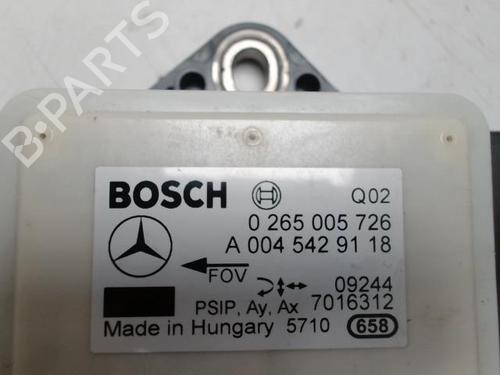 B-PARTS
BOSCH Q02
0 265 005 726
A 004 542 91 18
FOV
09244
PSIP, Ay, Ax 7016312
Made in Hungary 5710 658